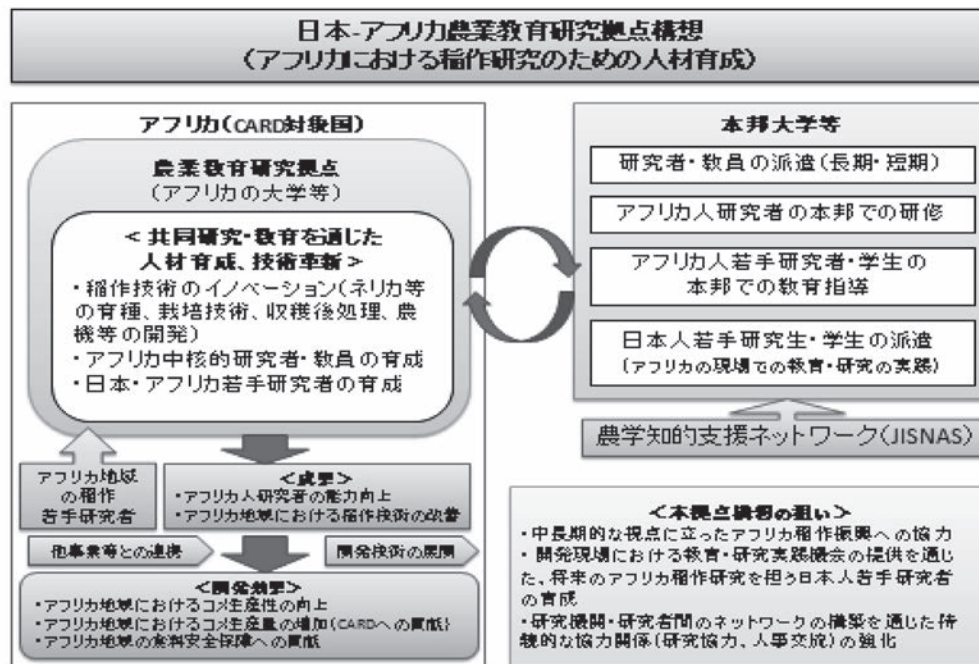 日本-アフリカ農業教育研究拠点構想
(アフリカにおける稲作研究のための人材育成)
アフリカ(CARD対象国)
農業教育研究拠点
(アフリカの大学等)
<共同研究・教育を通じた
人材育成、技術革新>
・稲作技術のイノベーション(ネリカ等
の育種、栽培技術、収穫後処理、農
機等の開発)
・アフリカ中核的研究者・教員の育成
・日本・アフリカ若手研究者の育成
アフリカ地域
の稲作
若手研究者
<成果>
・アフリカ人研究者の能力向上
・アフリカ地域における稲作技術の改善
他事業等との連携
開発技術の展開
<開発効果>
・アフリカ地域におけるコメ生産性の向上
・アフリカ地域におけるコメ生産量の増加(CARDへの貢献)
・アフリカ地域の食料安全保障への貢献
本邦大学等
研究者・教員の派遣(長期・短期)
アフリカ人研究者の本邦での研修
アフリカ人若手研究者・学生の
本邦での教育指導
日本人若手研究生・学生の派遣
(アフリカの現場での教育・研究の実践)
農学知的支援ネットワーク(JISNAS)
<本拠点構想の狙い>
・中長期的な視点に立ったアフリカ稲作振興への協力
・開発現場における教育・研究実践機会の提供を通じ
た、将来のアフリカ稲作研究を担う日本人若手研究者
の育成
・研究機関・研究者間のネットワークの構築を通じた持
続的な協力関係(研究協力、人事交流)の強化